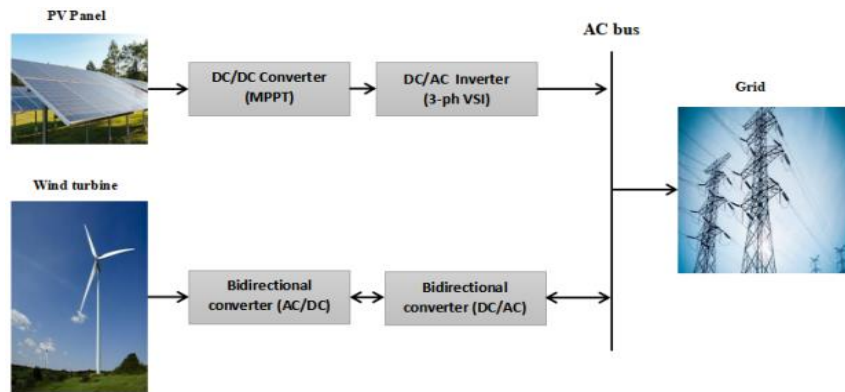 PV Panel
AC bus
DC/DC Converter
(MPPT)
DC/AC Inverter
(3-ph VSI)
Grid
Wind turbine
Bidirectional
converter (AC/DC)
Bidirectional
converter (DC/AC)